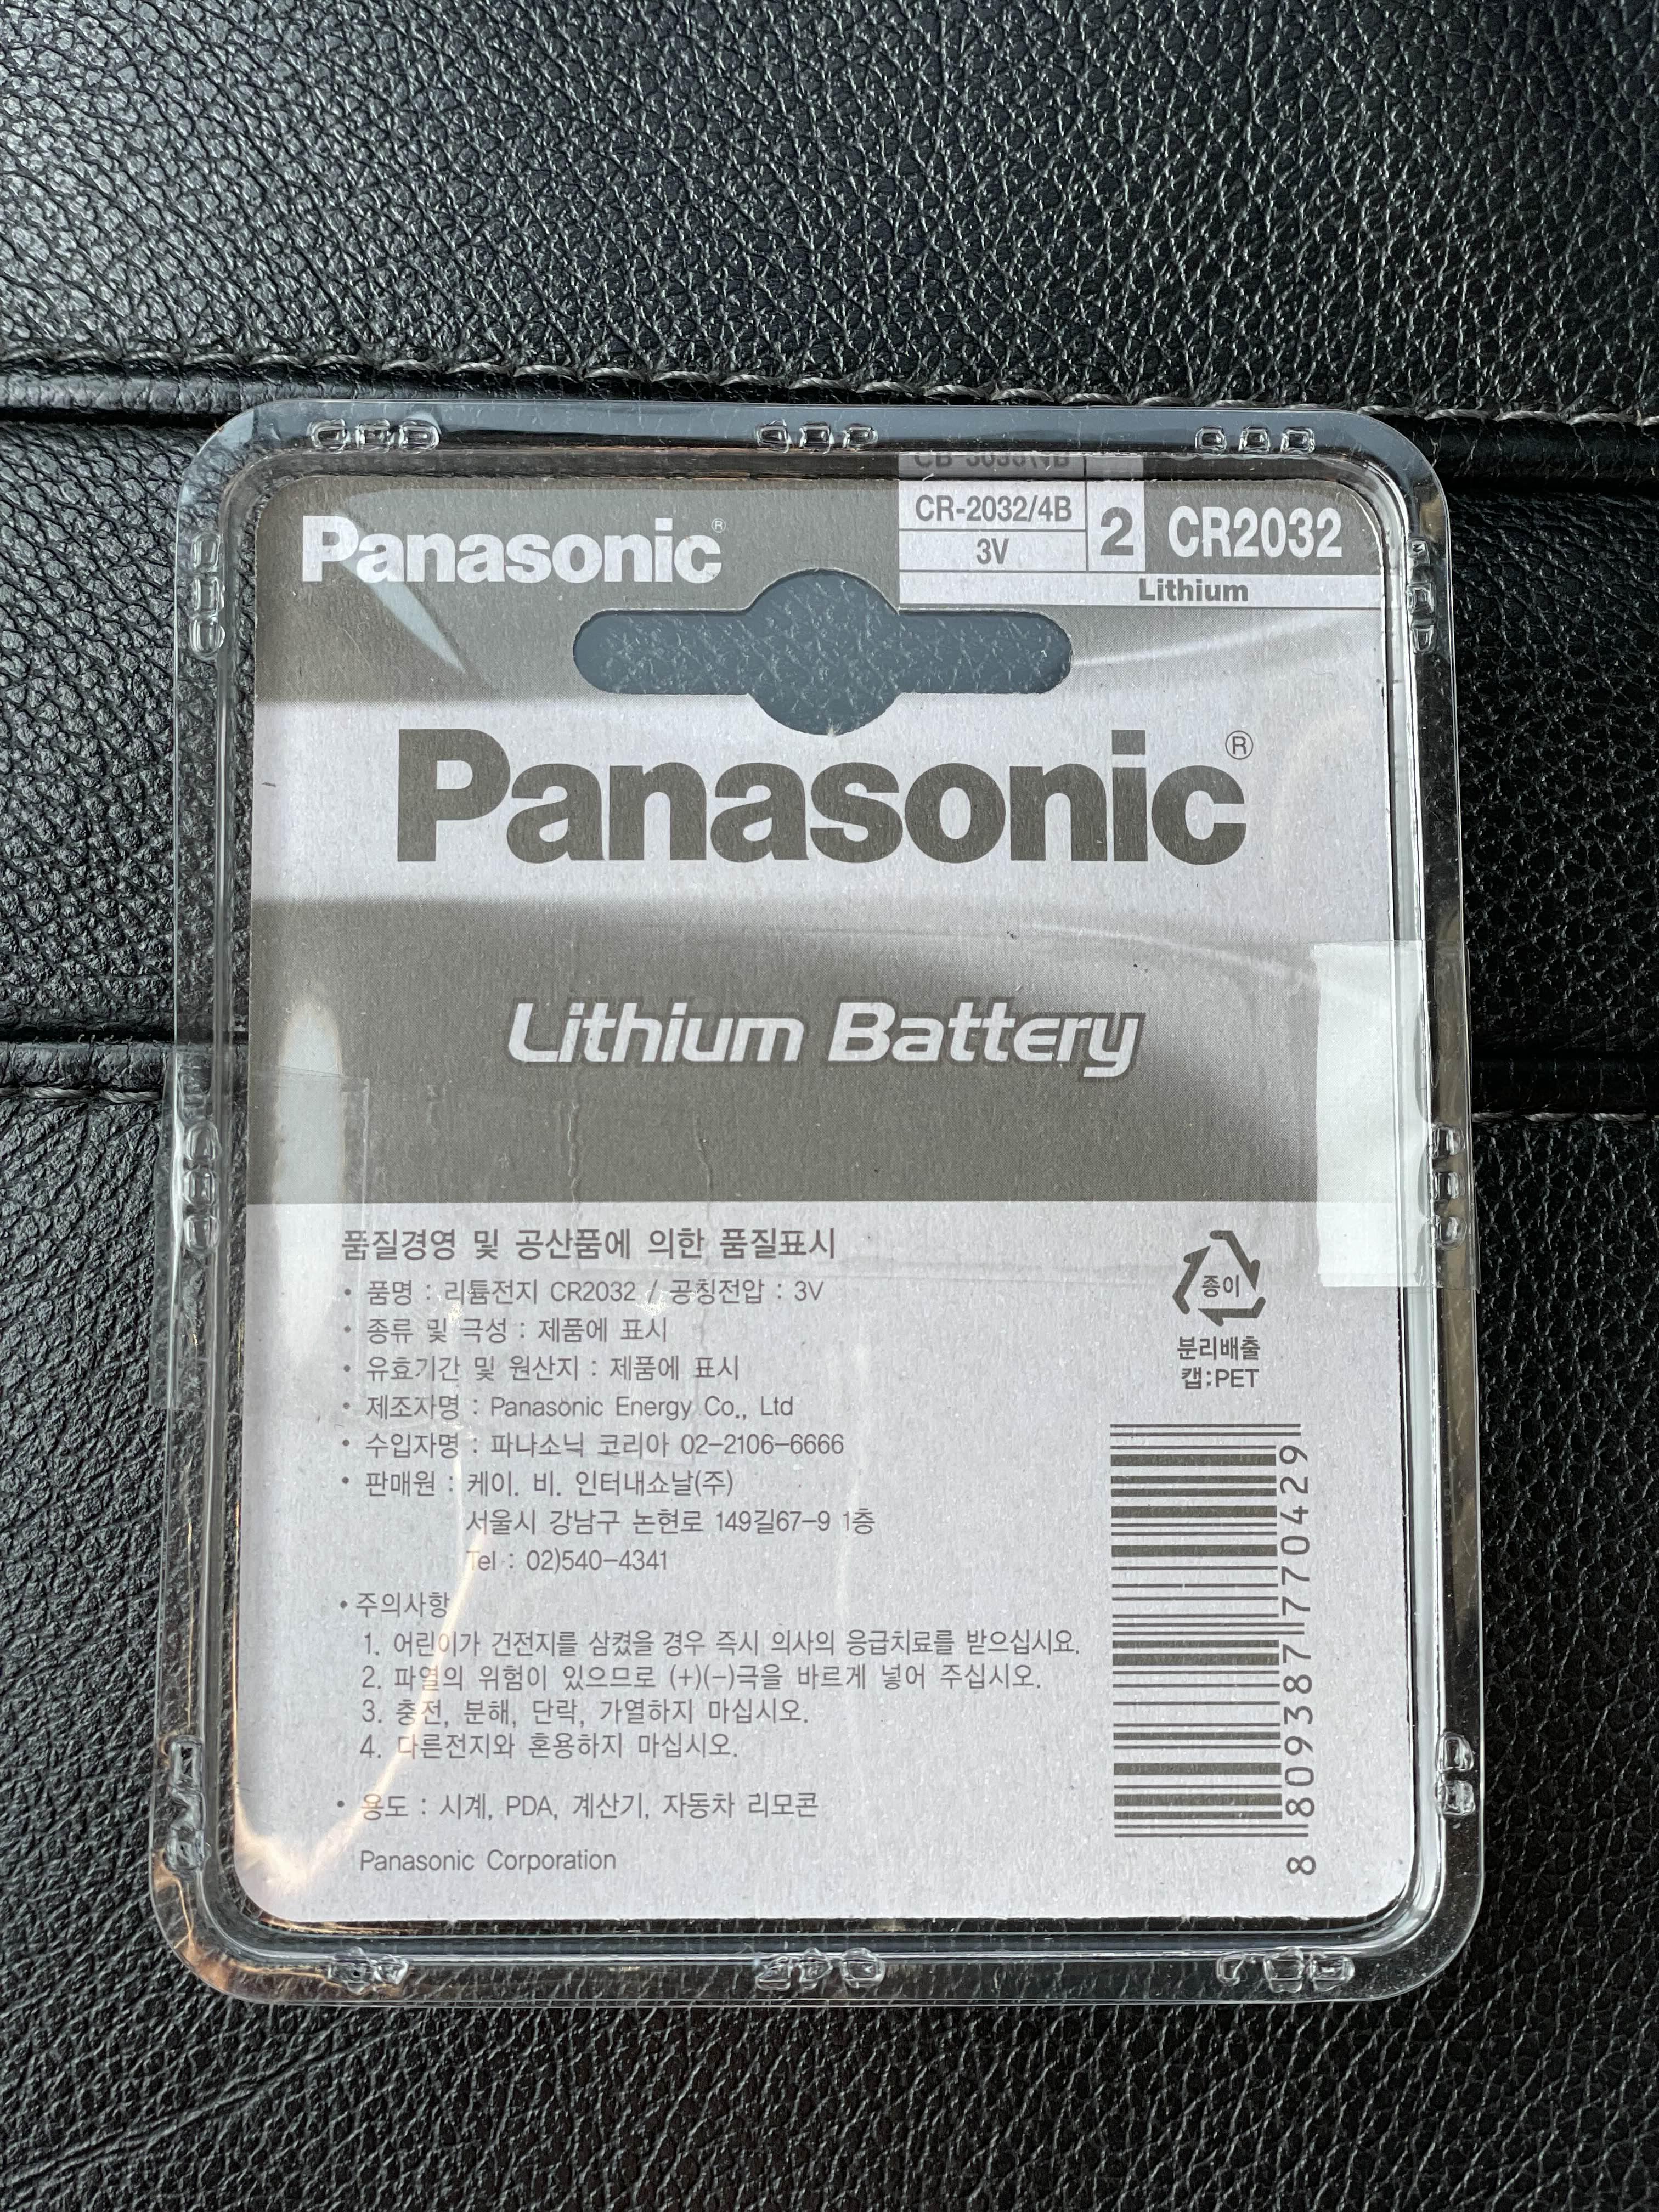 Panasonic®
CR-2032/4B
3V
2
CR2032
Lithium
Panasonic®
Lithium Battery
품질경영 및 공산품에 의한 품질표시
• 품명 : 리튬전지 CR2032 / 공칭전압 : 3V
• 종류 및 극성 : 제품에 표시
• 유효기간 및 원산지 : 제품에 표시
• 제조자명 : Panasonic Energy Co., Ltd
• 수입자명 : 파나소닉 코리아 02-2106-6666
• 판매원 : 케이. 비. 인터내쇼날(주)
서울시 강남구 논현로 149길67-9 1층
Tel : 02)540-4341
• 주의사항
1. 어린이가 건전지를 삼켰을 경우 즉시 의사의 응급치료를 받으십시요.
2. 파열의 위험이 있으므로 (+)(-)극을 바르게 넣어 주십시오.
3. 충전, 분해, 단락, 가열하지 마십시오.
4. 다른전지와 혼용하지 마십시오.
• 용도 : 시계, PDA, 계산기, 자동차 리모콘
Panasonic Corporation
종이
분리배출
캡:PET
8 809387 770429